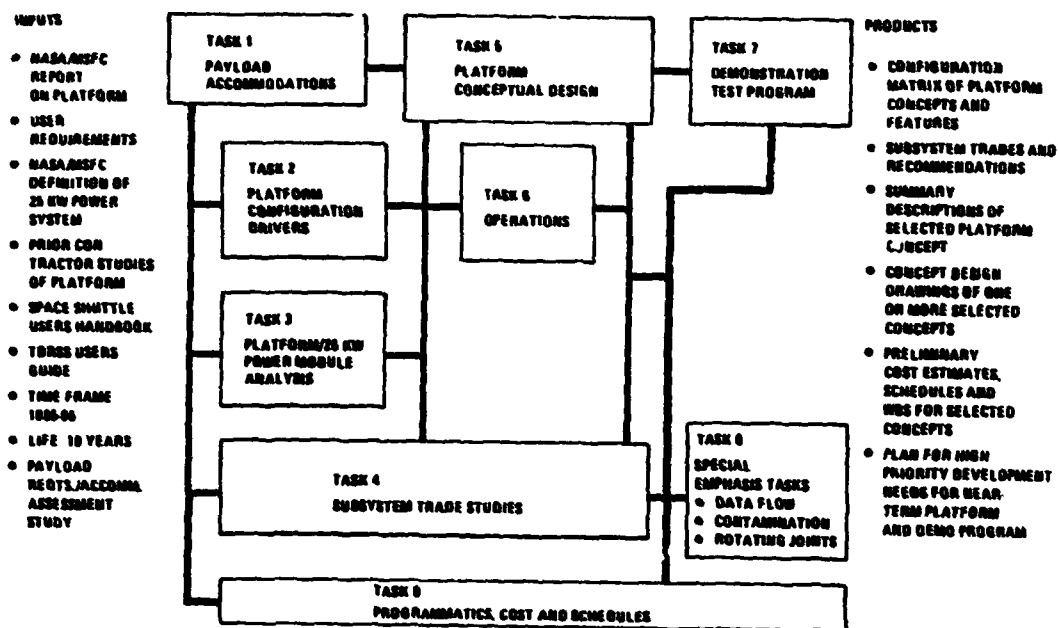 INPUTS
• NASA/MSFC
REPORT
ON PLATFORM
• USER
REQUIREMENTS
• NASA/MSFC
DEFINITION OF
25 KW POWER
SYSTEM
• PRIOR CON
TRACTOR STUDIES
OF PLATFORM
• SPACE SHUTTLE
USERS HANDBOOK
• TDRSS USERS
GUIDE
• TIME FRAME
• LIFE 10 YEARS
• PAYLOAD
REQTS./ACCOMM.
ASSESSMENT
STUDY
TASK 1
PAYLOAD
ACCOMMODATIONS
TASK 5
PLATFORM
CONCEPTUAL DESIGN
TASK 7
DEMONSTRATION
TEST PROGRAM
TASK 2
PLATFORM
CONFIGURATION
DRIVERS
TASK 6
OPERATIONS
TASK 3
PLATFORM/25 KW
POWER MODULE
ANALYSIS
TASK 4
SUBSYSTEM TRADE STUDIES
TASK
SPECIAL
EMPHASIS TASKS
• DATA FLOW
• CONTAMINATION
• ROTATING JOINTS
TASK
PROGRAMMATICS, COST AND SCHEDULES
PRODUCTS
• CONFIGURATION
MATRIX OF PLATFORM
CONCEPTS AND
FEATURES
• SUBSYSTEM TRADES AND
RECOMMENDATIONS
• SUMMARY
DESCRIPTIONS OF
SELECTED PLATFORM
• CONCEPT DESIGN
DRAWINGS OF ONE
OR MORE SELECTED
CONCEPTS
• PRELIMINARY
COST ESTIMATES,
SCHEDULES AND
WBS FOR SELECTED
CONCEPTS
• PLAN FOR HIGH
PRIORITY DEVELOPMENT
NEEDS FOR NEAR-
TERM PLATFORM
AND DEMO PROGRAM